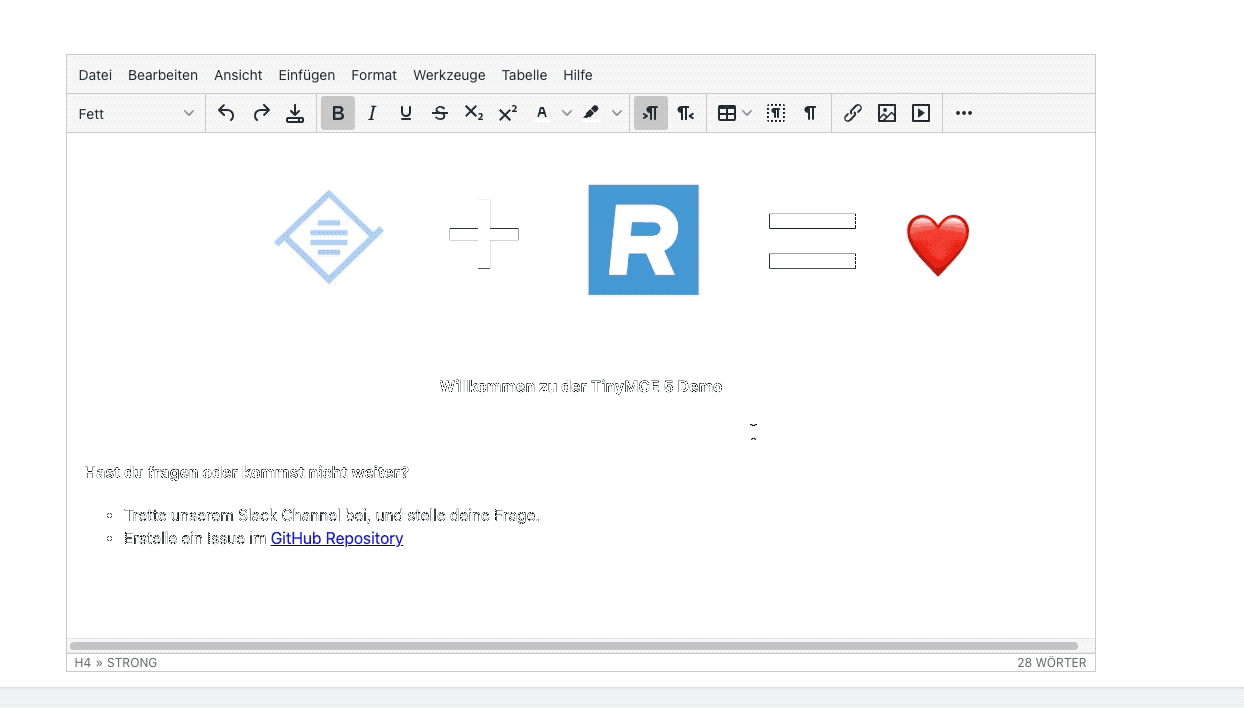 Datei Bearbeiten Ansicht Einfügen Format Werkzeuge Tabelle Hilfe
Fett
Willkommen zu der TinyMCE 5 Demo
Hast du fragen oder kommst nicht weiter?
Trette unserem Slack Channel bei, und stelle deine Frage.
Erstelle ein Issue im GitHub Repository
H4 » STRONG
28 WÖRTER